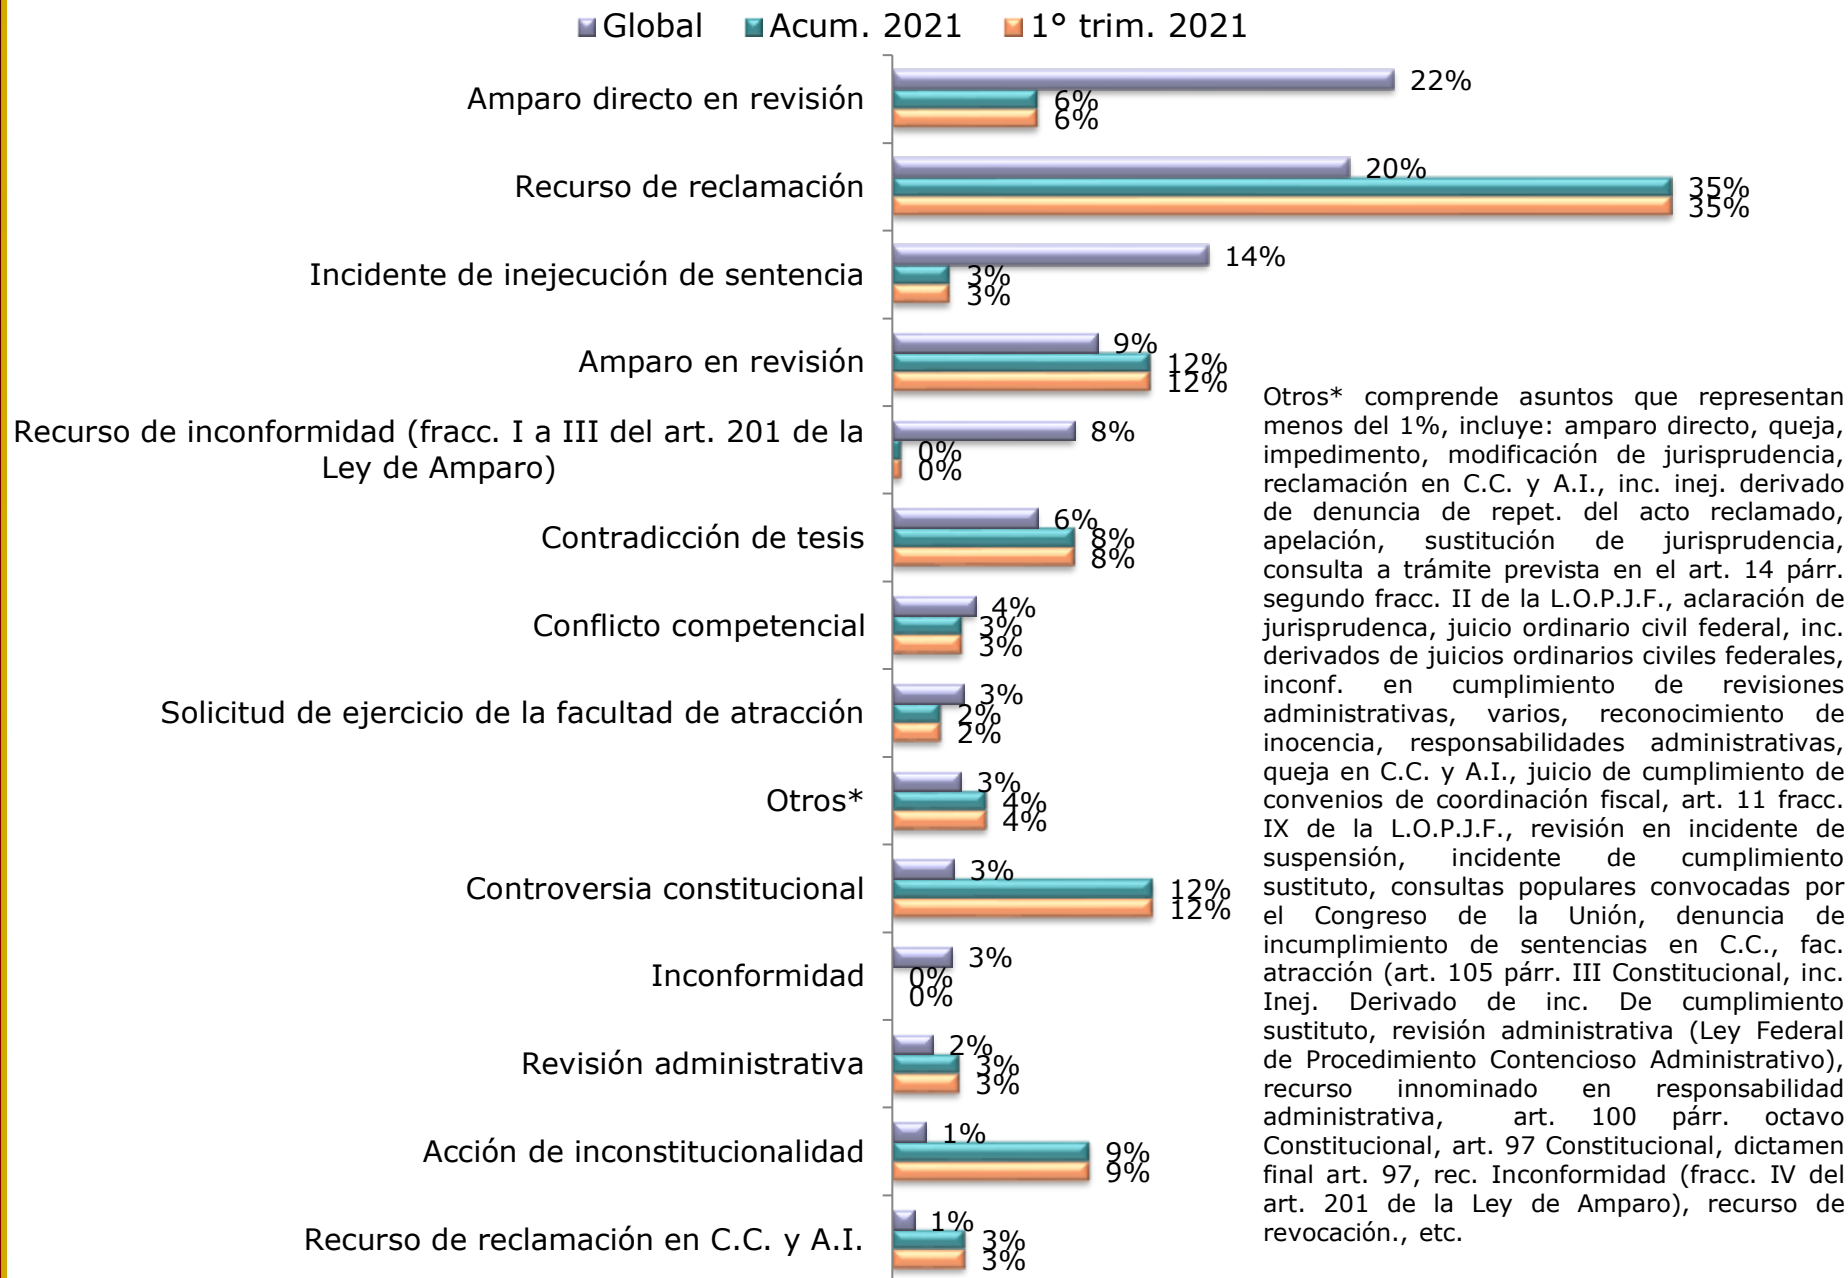 Global Acum. 2021 1° trim. 2021
Amparo directo en revisión
22%
6%
6%
Recurso de reclamación
20%
35%
35%
Incidente de inejecución de sentencia
14%
3%
3%
Amparo en revisión
9%
12%
12%
Recurso de inconformidad (fracc. I a III del art. 201 de la
Ley de Amparo)
8%
0%
0%
Contradicción de tesis
6%
8%
8%
Conflicto competencial
4%
3%
3%
Solicitud de ejercicio de la facultad de atracción
3%
2%
2%
Otros*
3%
4%
4%
Controversia constitucional
3%
12%
12%
Inconformidad
3%
0%
0%
Revisión administrativa
2%
3%
3%
Acción de inconstitucionalidad
1%
9%
9%
Recurso de reclamación en C.C. y A.I.
1%
3%
3%
Otros* comprende asuntos que representan
menos del 1%, incluye: amparo directo, queja,
impedimento, modificación de jurisprudencia,
reclamación en C.C. y A.I., inc. inej. derivado
de denuncia de repet. del acto reclamado,
apelación, sustitución de jurisprudencia,
consulta a trámite prevista en el art. 14 párr.
segundo fracc. II de la L.O.P.J.F., aclaración de
jurisprudenca, juicio ordinario civil federal, inc.
derivados de juicios ordinarios civiles federales,
inconf. en cumplimiento de revisiones
administrativas, varios, reconocimiento de
inocencia, responsabilidades administrativas,
queja en C.C. y A.I., juicio de cumplimiento de
convenios de coordinación fiscal, art. 11 fracc.
IX de la L.O.P.J.F., revisión en incidente de
suspensión, incidente de cumplimiento
sustituto, consultas populares convocadas por
el Congreso de la Unión, denuncia de
incumplimiento de sentencias en C.C., fac.
atracción (art. 105 párr. III Constitucional, inc.
Inej. Derivado de inc. De cumplimiento
sustituto, revisión administrativa (Ley Federal
de Procedimiento Contencioso Administrativo),
recurso innominado en responsabilidad
administrativa, art. 100 párr. octavo
Constitucional, art. 97 Constitucional, dictamen
final art. 97, rec. Inconformidad (fracc. IV del
art. 201 de la Ley de Amparo), recurso de
revocación., etc.